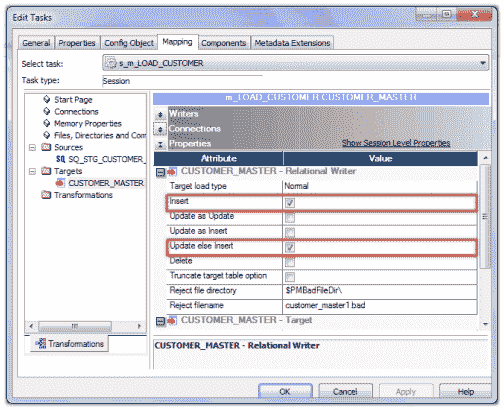 Edit Tasks
General Properties Config Object Mapping Components Metadata Extensions
Select task: s_m_LOAD_CUSTOMER
Task type: Session
m_LOAD_CUSTOMER.CUSTOMER_MASTER
Start Page
Connections
Memory Properties
Files, Directories and Com
Sources
SQ_STG_CUSTOMER_
Targets
CUSTOMER_MASTER
Transformations
Transformations
Writers
Connections
Properties Show Session Level Properties
Attribute Value
CUSTOMER_MASTER - Relational Writer
Target load type Normal
Insert
Update as Update
Update as Insert
Update else Insert
Delete
Truncate target table option
Reject file directory $PMBadFileDir\
Reject filename customer_master1.bad
CUSTOMER_MASTER - Target
CUSTOMER_MASTER - Relational Writer
OK Cancel Apply Help